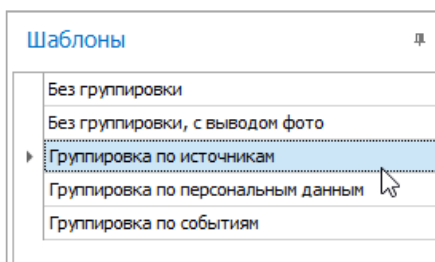 Шаблоны
Без группировки
Без группировки, с выводом фото
Группировка по источникам
Группировка по персональным данным
Группировка по событиям